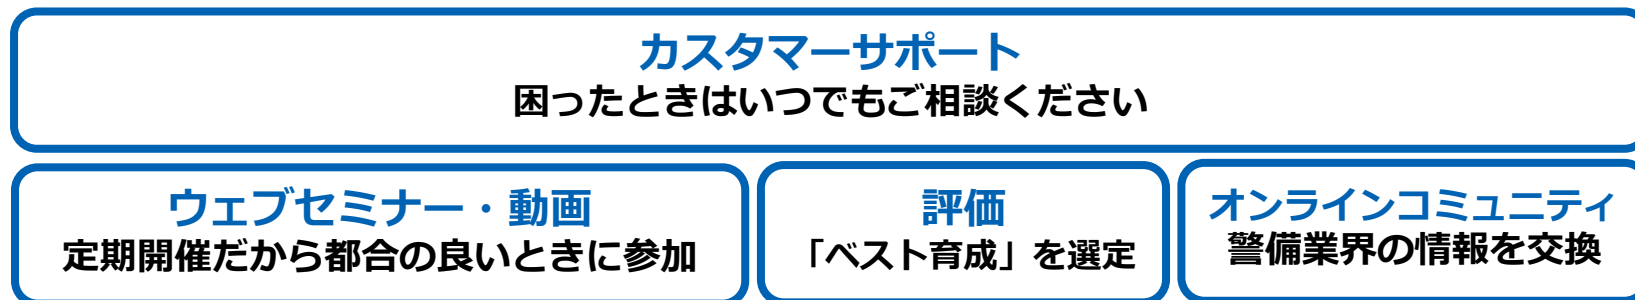 カスタマーサポート
困ったときはいつでもご相談ください
ウェブセミナー・動画
定期開催だから都合の良いときに参加
評価
「ベスト育成」を選定
オンラインコミュニティ
警備業界の情報を交換